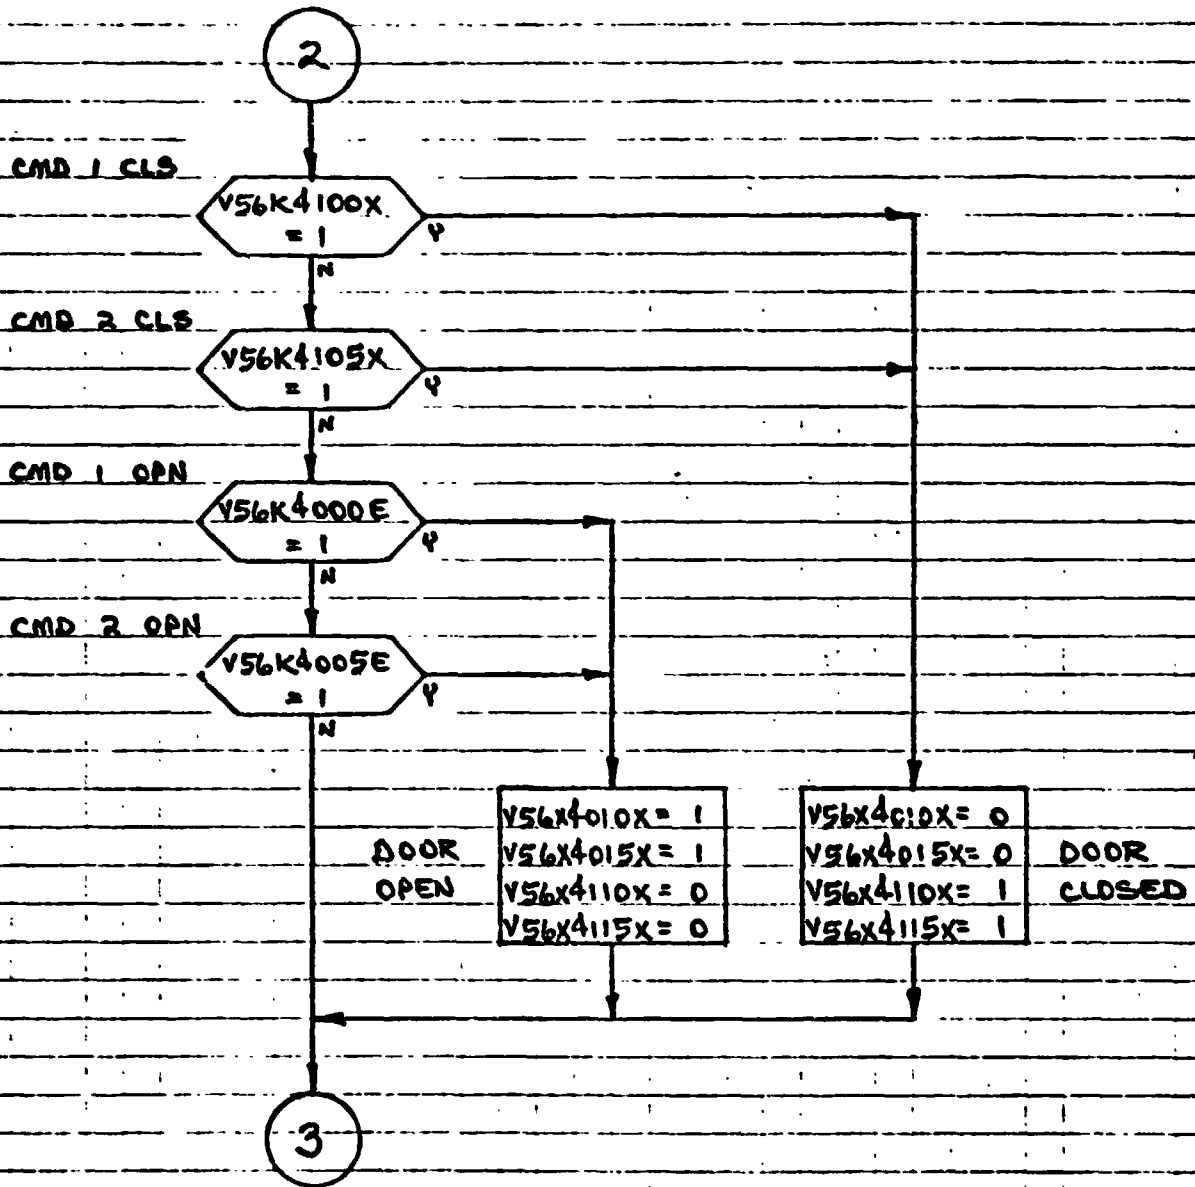 2
CMD 1 CLS
V56K4100X
= 1
Y
N
CMD 2 CLS
V56K4105X
= 1
Y
N
CMD 1 OPN
V56K4000E
= 1
Y
N
CMD 2 OPN
V56K4005E
= 1
Y
N
DOOR
OPEN
V56X4010X= 1
V56X4015X= 1
V56X4110X= 0
V56X4115X= 0
V56X4010X= 0
V56X4015X= 0
V56X4110X= 1
V56X4115X= 1
DOOR
CLOSED
3